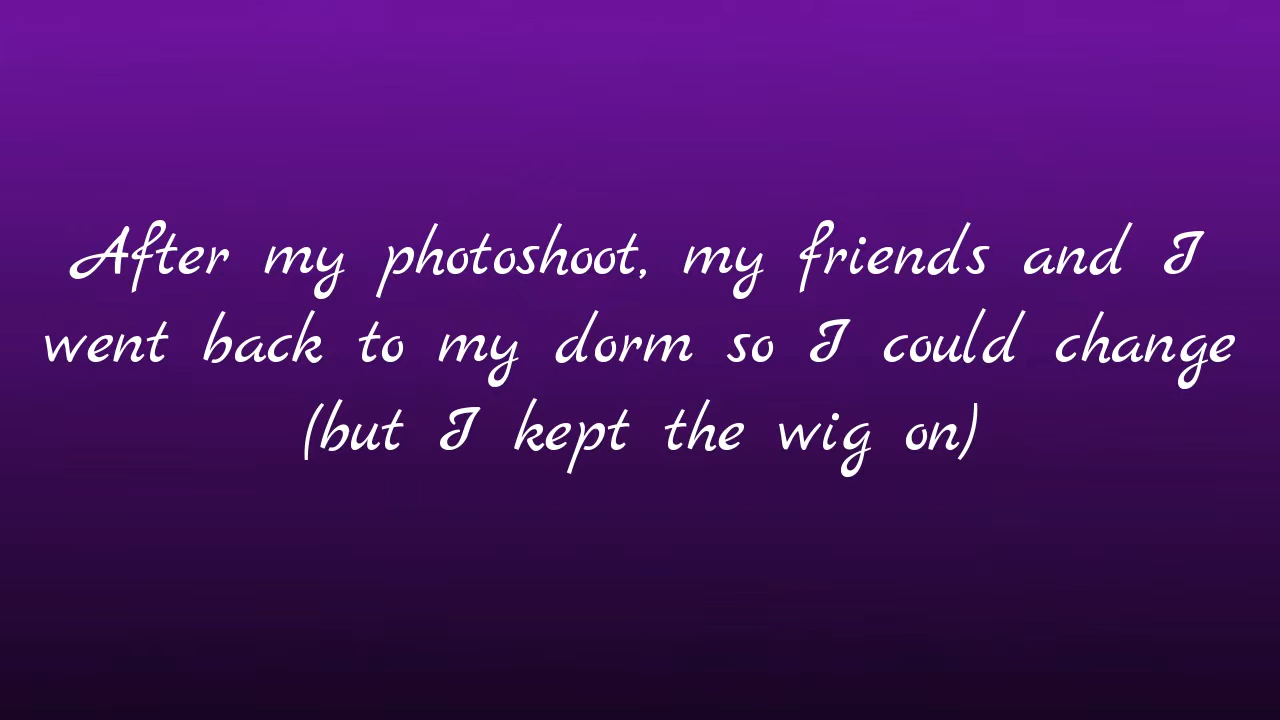 After my photoshoot, my friends and I
went back to my dorm so I could change
(but I kept the wig on)